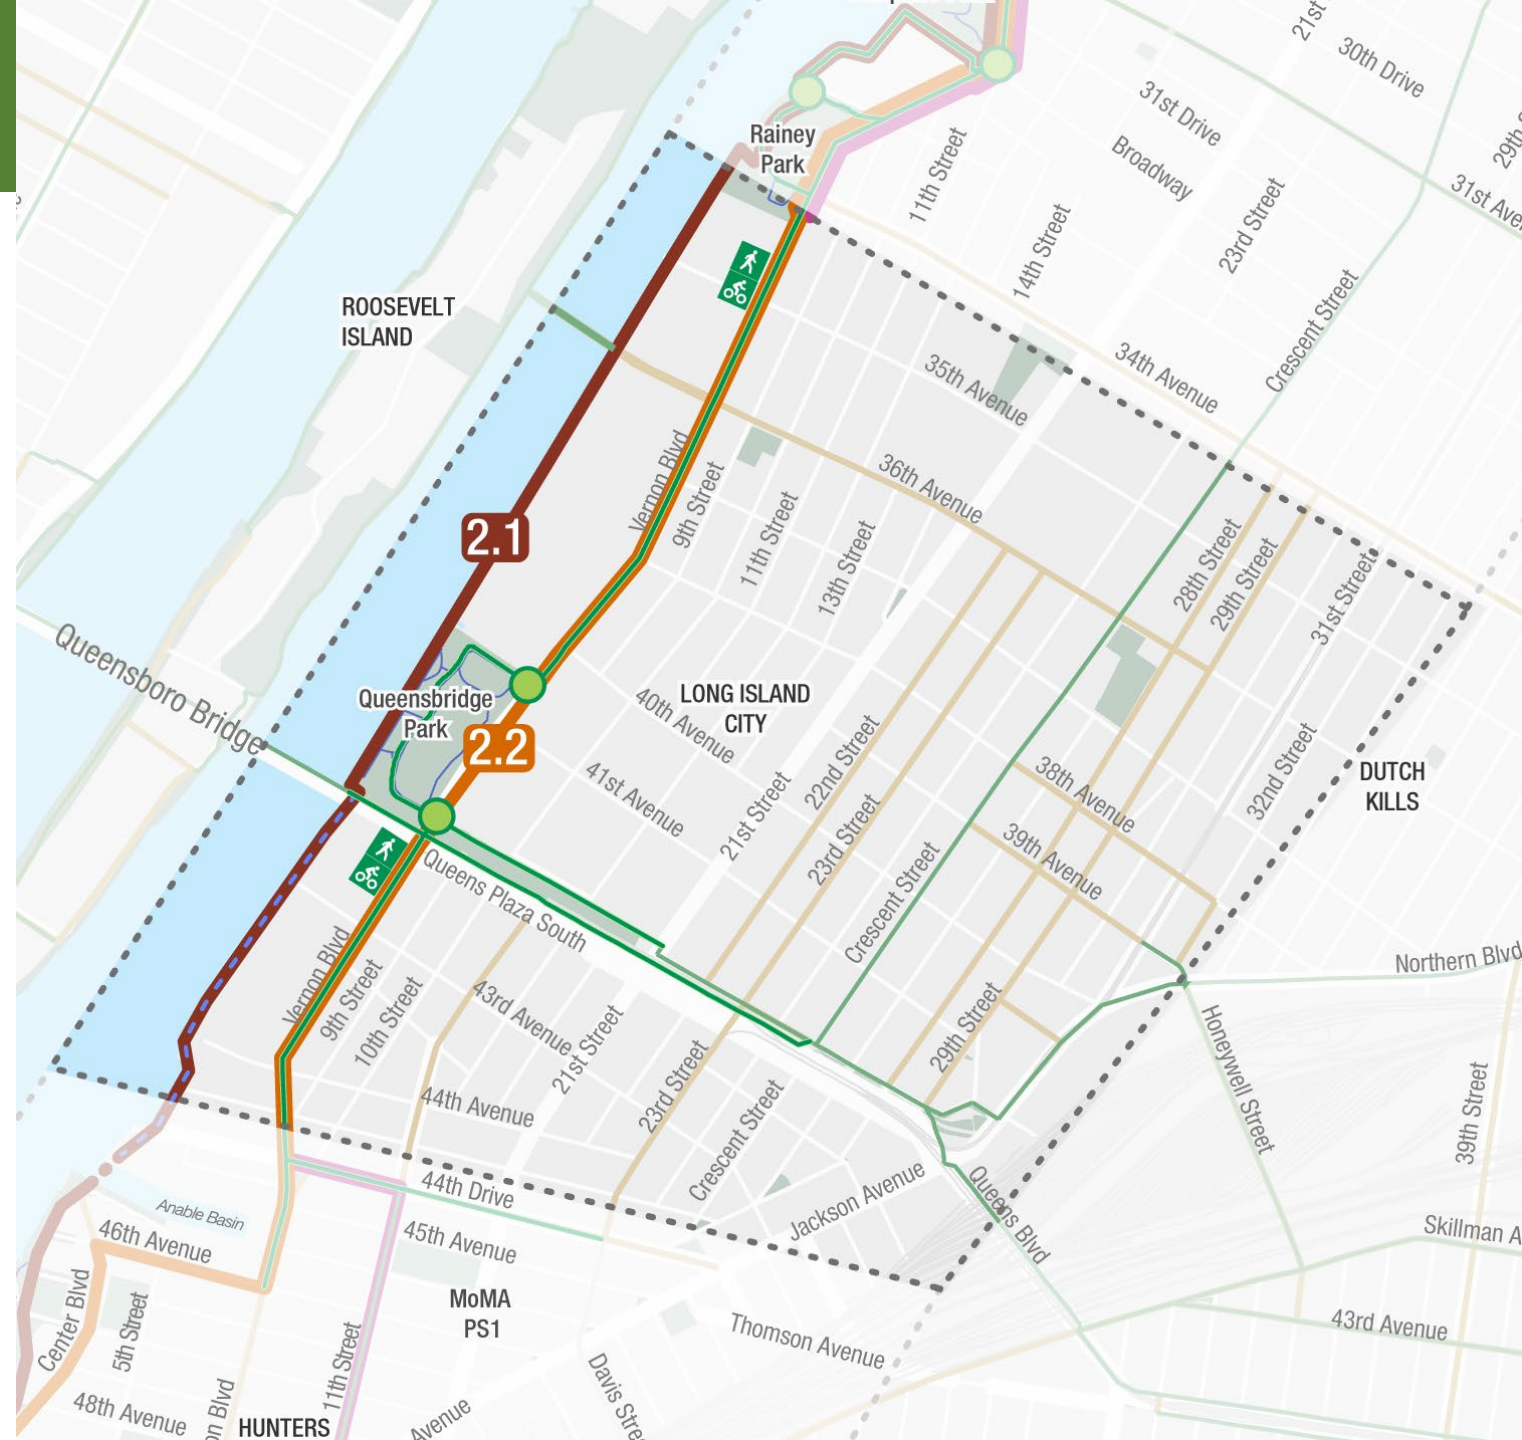 21st
30th Drive
29th
31st Drive
Broadway
31st Ave
Rainey
Park
11th Street
23rd Street
14th Street
Crescent Street
ROOSEVELT
ISLAND
34th Avenue
35th Avenue
Vernon Blvd
9th Street
36th Avenue
11th Street
13th Street
2.1
28th Street
29th Street
31st Street
Queensboro Bridge
Queensbridge
Park
2.2
40th Avenue
LONG ISLAND
CITY
22nd Street
41st Avenue
21st Street
23rd Street
38th Avenue
32nd Street
DUTCH
KILLS
39th Avenue
Crescent Street
Queens Plaza South
Vernon Blvd
9th Street
10th Street
43rd Avenue
21st Street
29th Street
Northern Blvd
Honeywell Street
23rd Street
44th Avenue
Crescent Street
39th Street
44th Drive
Jackson Avenue
Queens Blvd
Anable Basin
46th Avenue
45th Avenue
Skillman A
Center Blvd
5th Street
MoMA
PS1
11th Street
Thomson Avenue
43rd Avenue
48th Avenue
on Blvd
HUNTERS
Avenue
Davis Stre